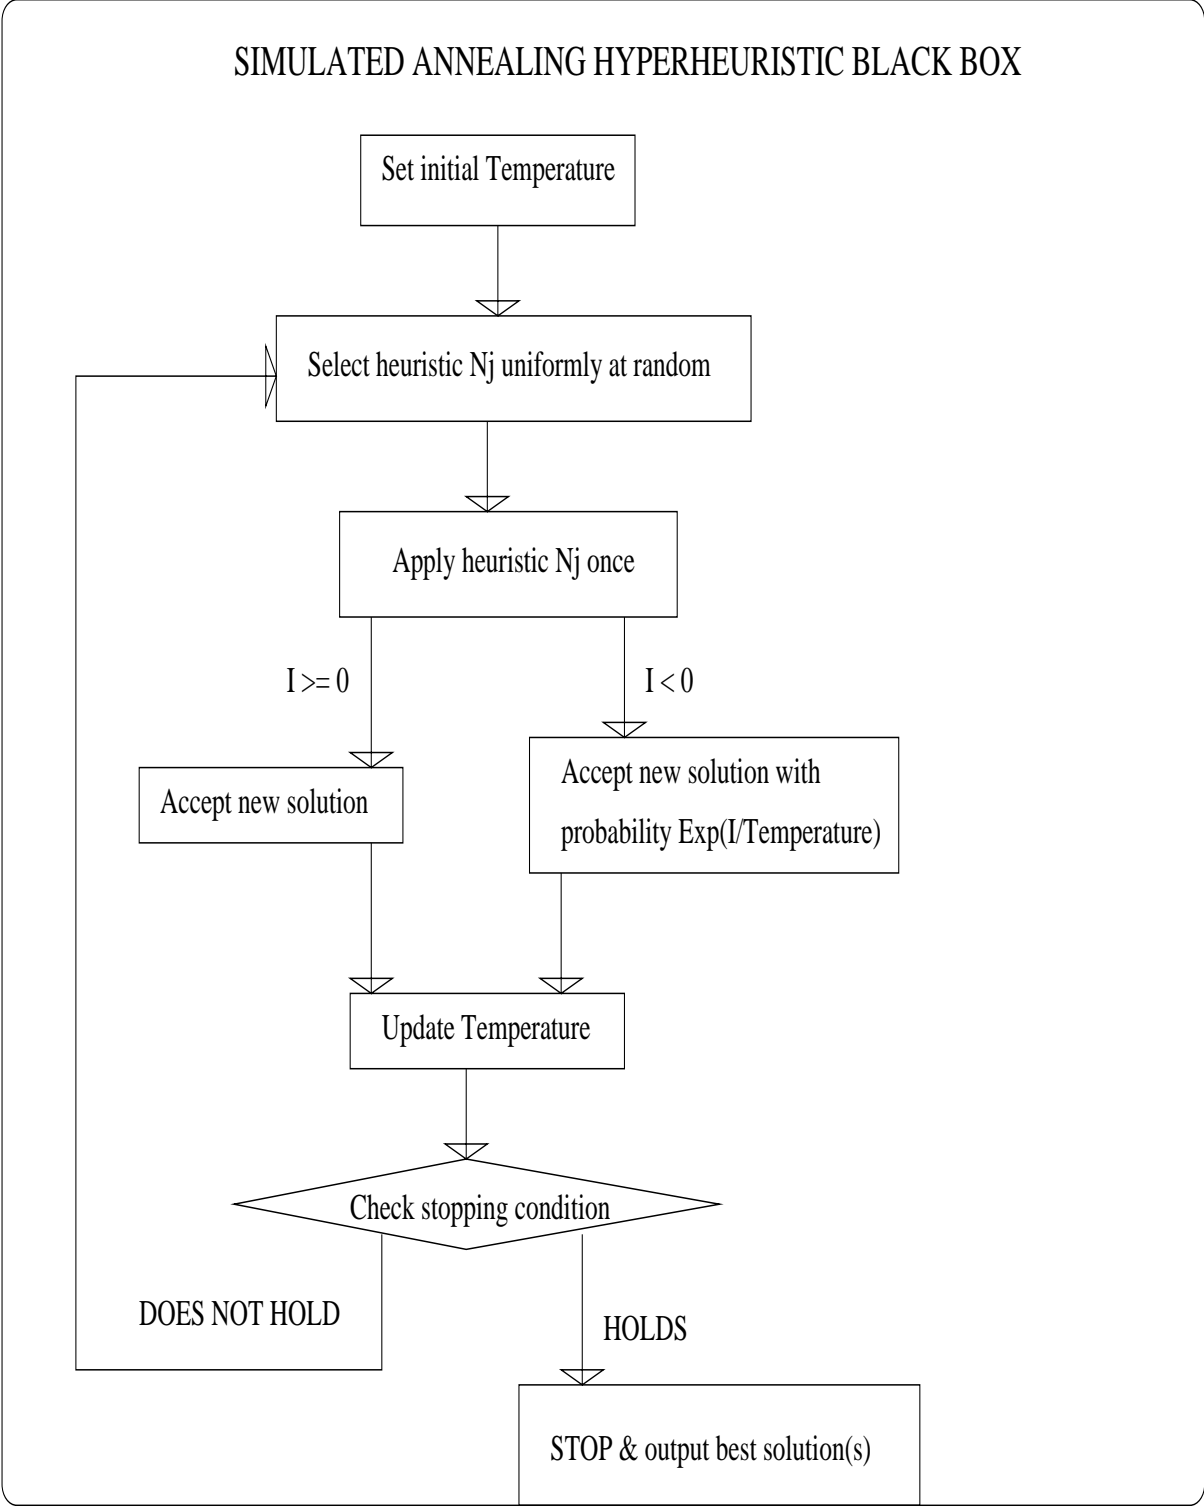 SIMULATED ANNEALING HYPERHEURISTIC BLACK BOX
Set initial Temperature
Select heuristic Nj uniformly at random
Apply heuristic Nj once
I >= 0
I < 0
Accept new solution
Accept new solution with
probability Exp(I/Temperature)
Update Temperature
Check stopping condition
DOES NOT HOLD
HOLDS
STOP & output best solution(s)